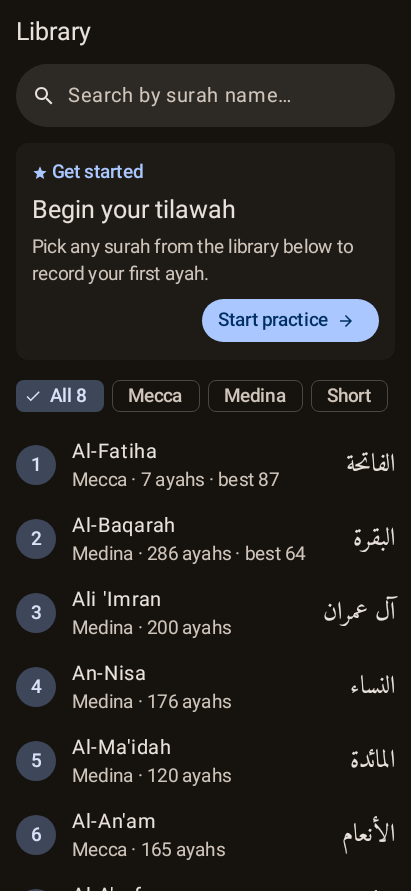 Library
Search by surah name…
Get started
Begin your tilawah
Pick any surah from the library below to
record your first ayah.
Start practice
All 8 Mecca Medina Short
1 Al-Fatiha الفاتحة
Mecca · 7 ayahs · best 87
2 Al-Baqarah البقرة
Medina · 286 ayahs · best 64
3 Ali 'Imran آل عمران
Medina · 200 ayahs
4 An-Nisa النساء
Medina · 176 ayahs
5 Al-Ma'idah المائدة
Medina · 120 ayahs
6 Al-An'am الأنعام
Mecca · 165 ayahs